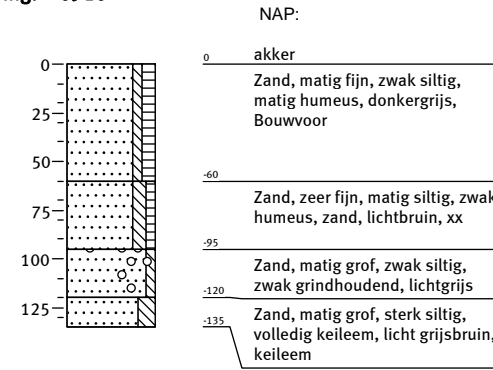 NAP:
0 akker
0
Zand, matig fijn, zwak siltig,
matig humeus, donkergrijs,
Bouwvoor
25
50
-60
Zand, zeer fijn, matig siltig, zwak
humeus, zand, lichtbruin, xx
75
-95
100
Zand, matig grof, zwak siltig,
zwak grindhoudend, lichtgrijs
-120
125
Zand, matig grof, sterk siltig,
-135
volledig keileem, licht grijsbruin,
keileem